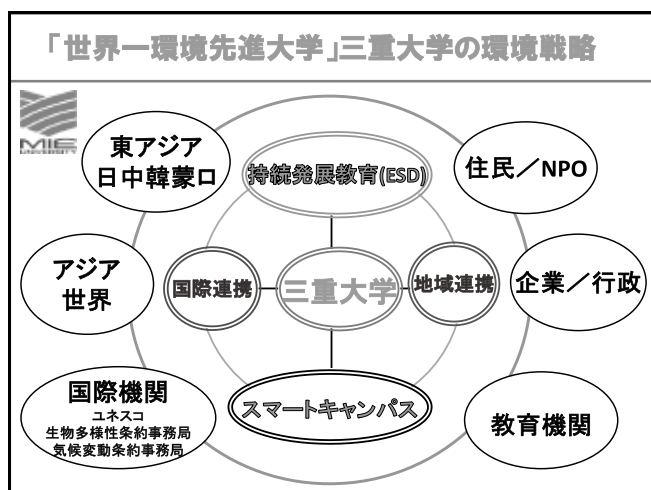 「世界一環境先進大学」三重大学の環境戦略
MIE
UNIVERSITY
東アジア
日中韓蒙ロ
持続発展教育(ESD)
住民／NPO
アジア
世界
国際連携
三重大学
地域連携
企業／行政
国際機関
ユネスコ
生物多様性条約事務局
気候変動条約事務局
スマートキャンパス
教育機関